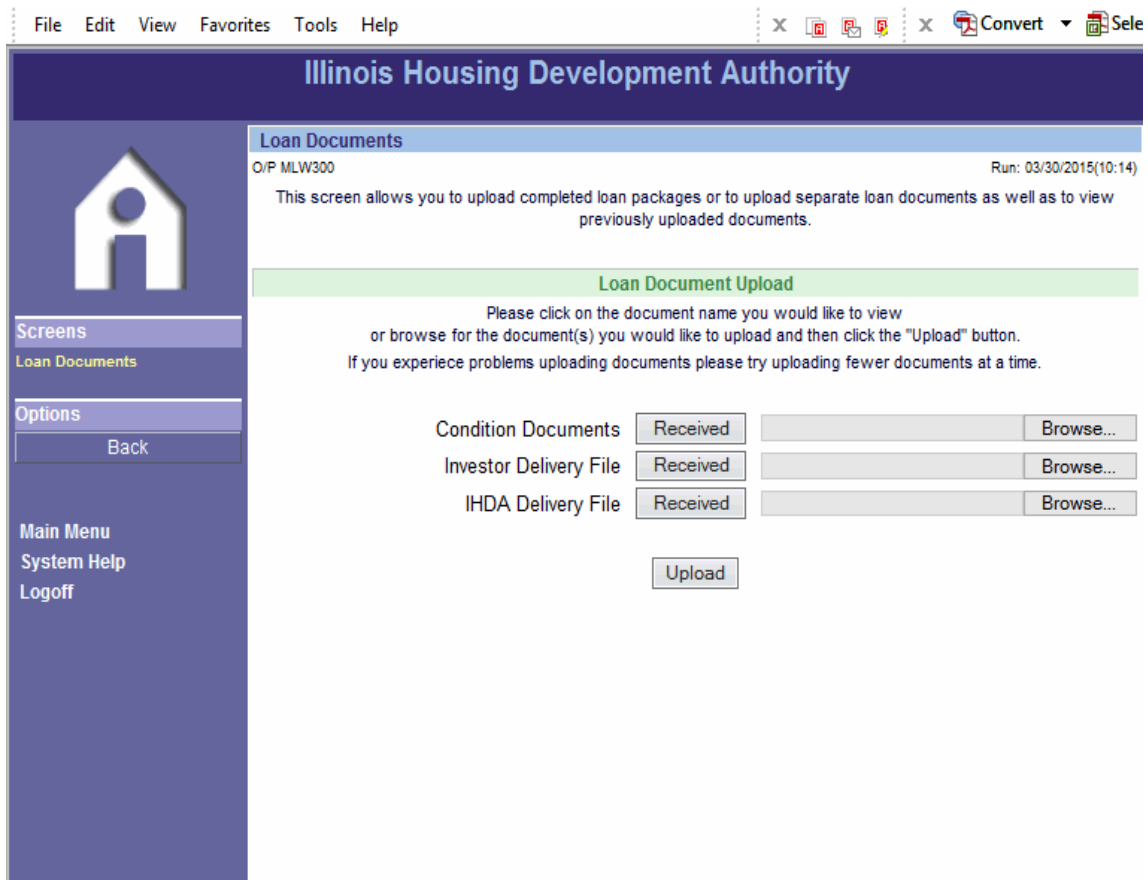 File Edit View Favorites Tools Help x x Convert Sele
Illinois Housing Development Authority
Loan Documents
O/P MLW300 Run: 03/30/2015(10:14)
This screen allows you to upload completed loan packages or to upload separate loan documents as well as to view
previously uploaded documents.
Loan Document Upload
Please click on the document name you would like to view
or browse for the document(s) you would like to upload and then click the "Upload" button.
If you experiece problems uploading documents please try uploading fewer documents at a time.
Screens
Loan Documents
Options
Back
Condition Documents Received Browse...
Investor Delivery File Received Browse...
IHDA Delivery File Received Browse...
Upload
Main Menu
System Help
Logoff